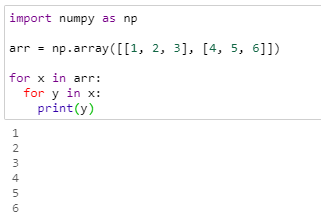 import numpy as np
arr = np.array([[1, 2, 3], [4, 5, 6]])
for x in arr:
  for y in x:
    print(y)
1
2
3
4
5
6